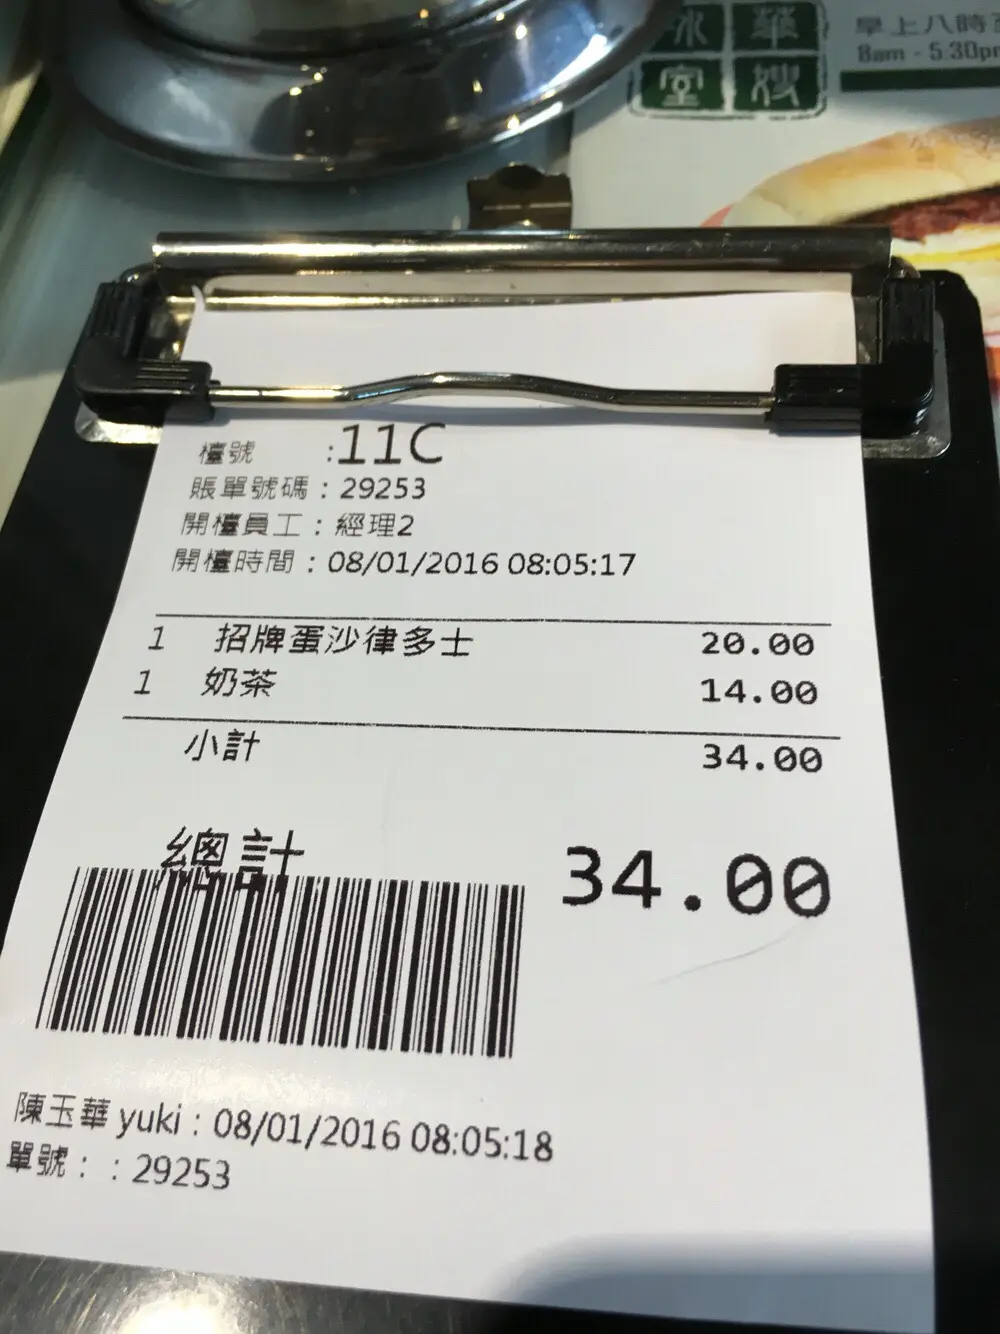 冰華
室嫂
早上八時
8am - 5:30p
檯號 :11C
賬單號碼 : 29253
開檯員工 : 經理2
開檯時間 : 08/01/2016 08:05:17
1 招牌蛋沙律多士 20.00
1 奶茶 14.00
小計 34.00
總計 34.00
陳玉華 yuki : 08/01/2016 08:05:18
單號 : : 29253